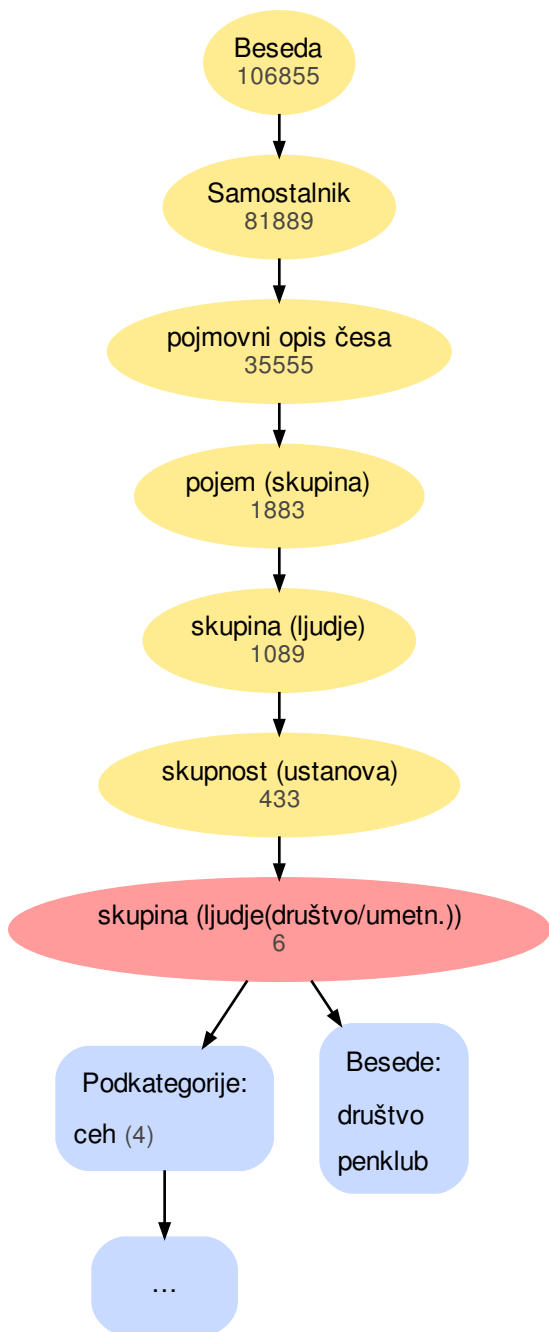 Beseda
106855
Samostalnik
81889
pojmovni opis česa
35555
pojem (skupina)
1883
skupina (ljudje)
1089
skupnost (ustanova)
433
skupina (ljudje(društvo/umetn.))
6
Podkategorije:
ceh (4)
Besede:
društvo
penklub
…